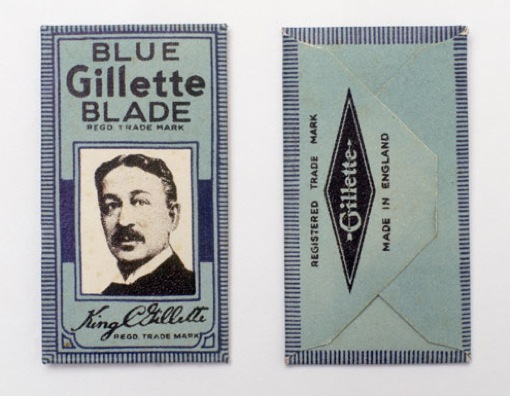 BLUE
Gillette
BLADE
REGD. TRADE MARK
King C Gillette
REGD. TRADE MARK
REGISTERED TRADE MARK
Gillette
MADE IN ENGLAND